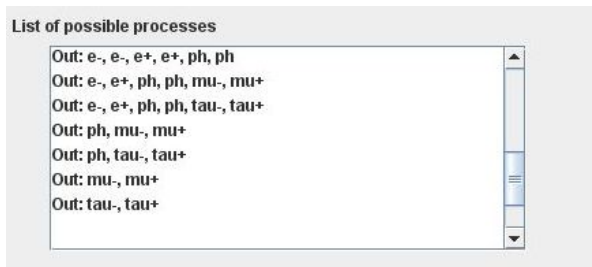 List of possible processes
Out: e-, e-, e+, e+, ph, ph
Out: e-, e+, ph, ph, mu-, mu+
Out: e-, e+, ph, ph, tau-, tau+
Out: ph, mu-, mu+
Out: ph, tau-, tau+
Out: mu-, mu+
Out: tau-, tau+